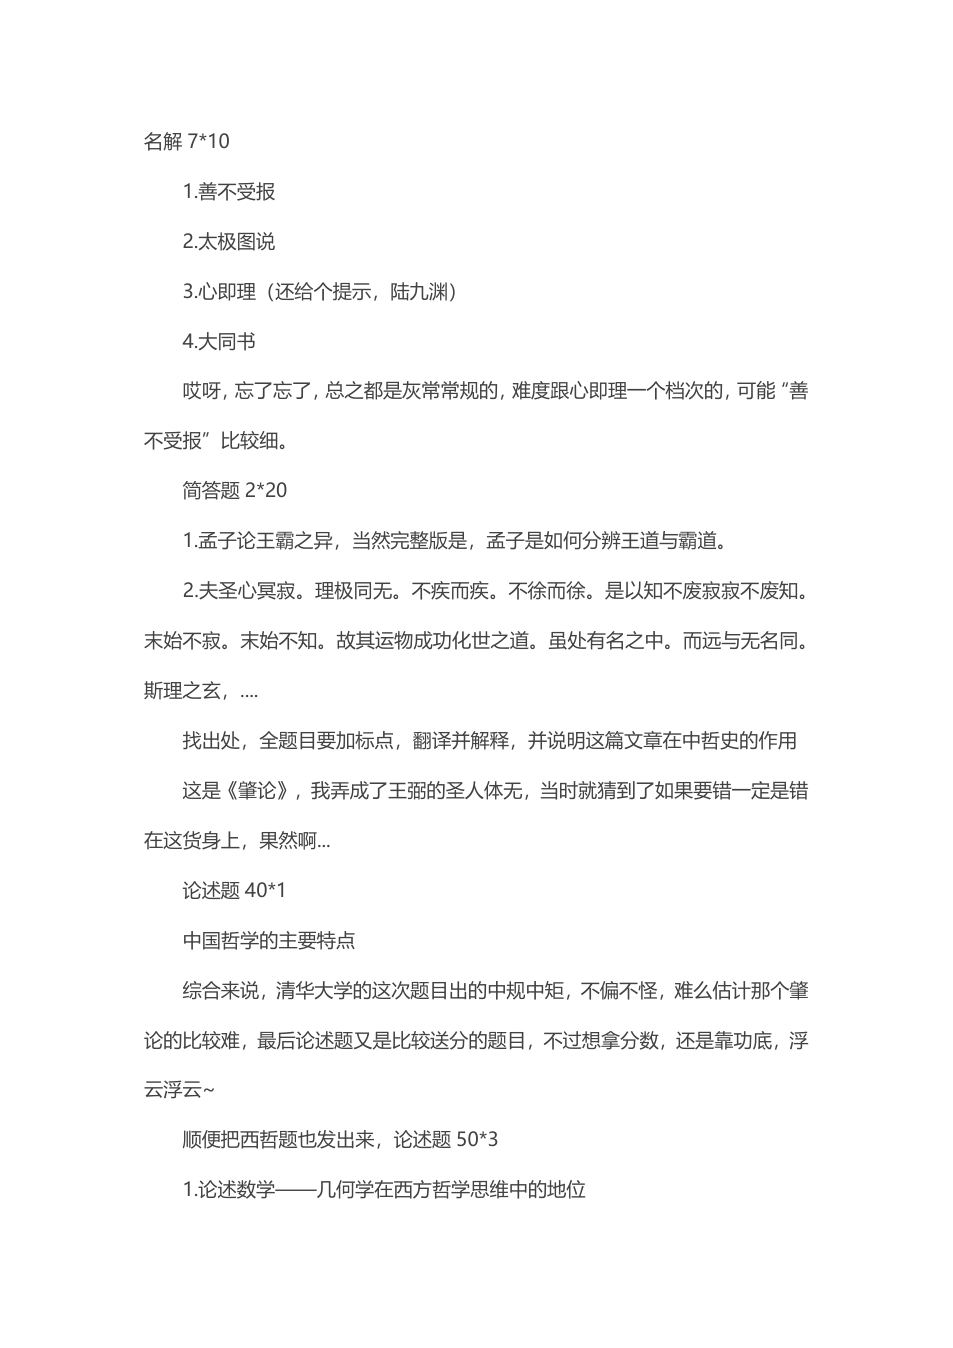 名解 7*10
1.善不受报
2.太极图说
3.心即理（还给个提示，陆九渊）
4.大同书
哎呀，忘了忘了，总之都是灰常常规的，难度跟心即理一个档次的，可能“善
不受报”比较细。
简答题 2*20
1.孟子论王霸之异，当然完整版是，孟子是如何分辨王道与霸道。
2.夫圣心冥寂。理极同无。不疾而疾。不徐而徐。是以知不废寂寂不废知。
末始不寂。末始不知。故其运物成功化世之道。虽处有名之中。而远与无名同。
斯理之玄，....
找出处，全题目要加标点，翻译并解释，并说明这篇文章在中哲史的作用
这是《肇论》，我弄成了王弼的圣人体无，当时就猜到了如果要错一定是错
在这货身上，果然啊...
论述题 40*1
中国哲学的主要特点
综合来说，清华大学的这次题目出的中规中矩，不偏不怪，难么估计那个肇
论的比较难，最后论述题又是比较送分的题目，不过想拿分数，还是靠功底，浮
云浮云~
顺便把西哲题也发出来，论述题 50*3
1.论述数学——几何学在西方哲学思维中的地位